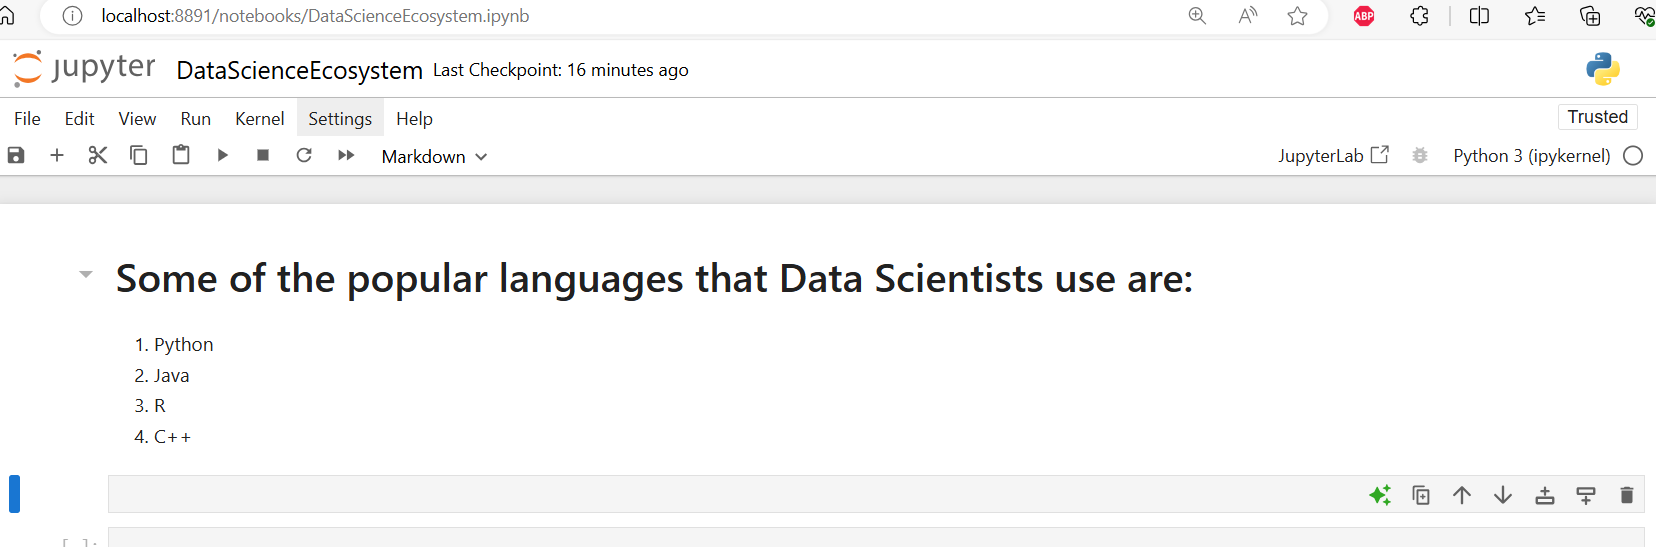 localhost:8891/notebooks/DataScienceEcosystem.ipynb
ABP
jupyter DataScienceEcosystem Last Checkpoint: 16 minutes ago
File Edit View Run Kernel Settings Help Trusted
Markdown JupyterLab Python 3 (ipykernel)
Some of the popular languages that Data Scientists use are:
1. Python
2. Java
3. R
4. C++
[ ]: